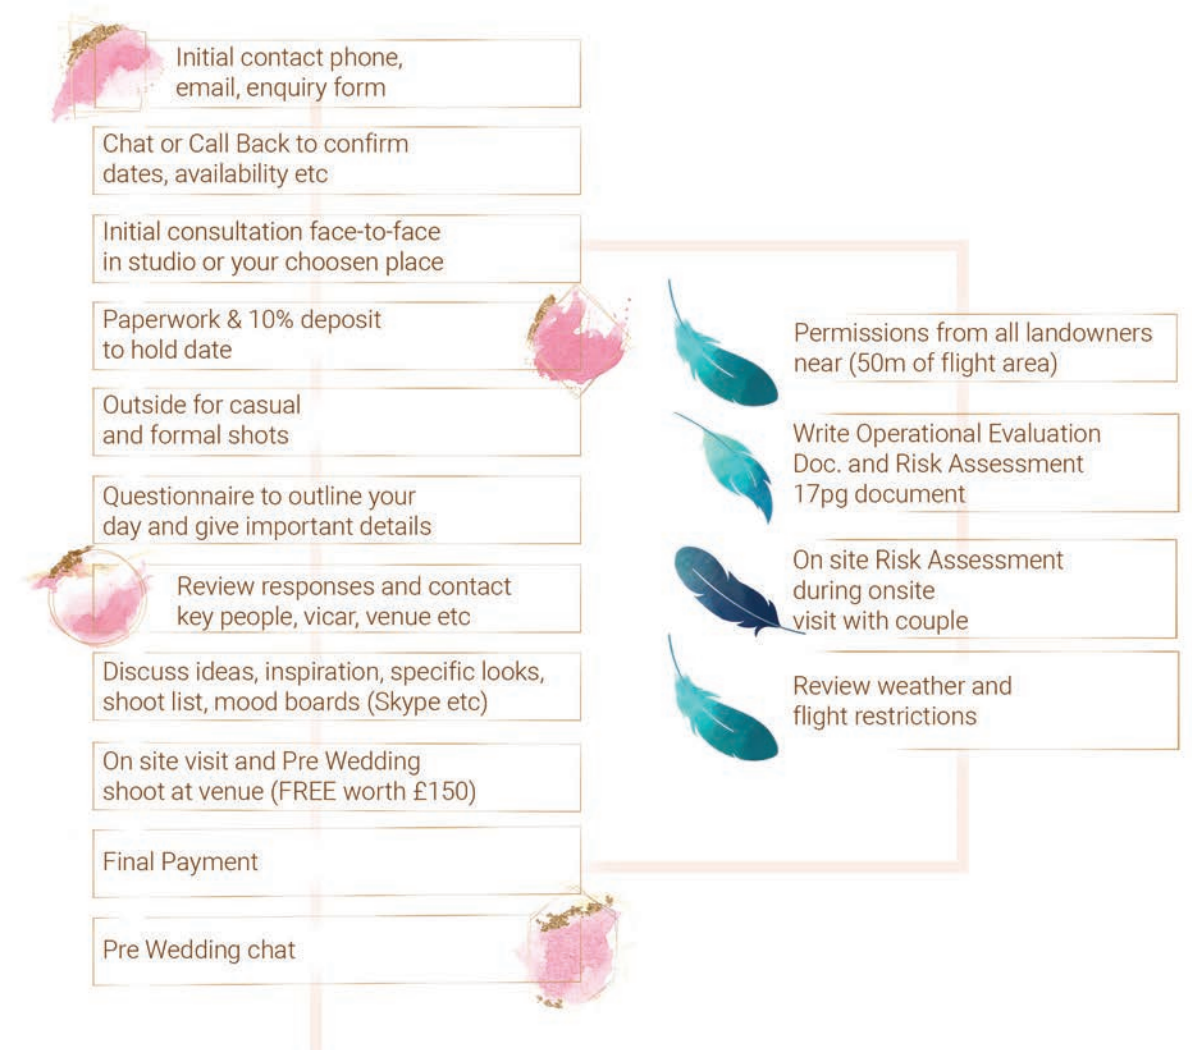 Initial contact phone,
email, enquiry form
Chat or Call Back to confirm
dates, availability etc
Initial consultation face-to-face
in studio or your choosen place
Paperwork & 10% deposit
to hold date
Outside for casual
and formal shots
Questionnaire to outline your
day and give important details
Review responses and contact
key people, vicar, venue etc
Discuss ideas, inspiration, specific looks,
shoot list, mood boards (Skype etc)
On site visit and Pre Wedding
shoot at venue (FREE worth £150)
Final Payment
Pre Wedding chat
Permissions from all landowners
near (50m of flight area)
Write Operational Evaluation
Doc. and Risk Assessment
17pg document
On site Risk Assessment
during onsite
visit with couple
Review weather and
flight restrictions